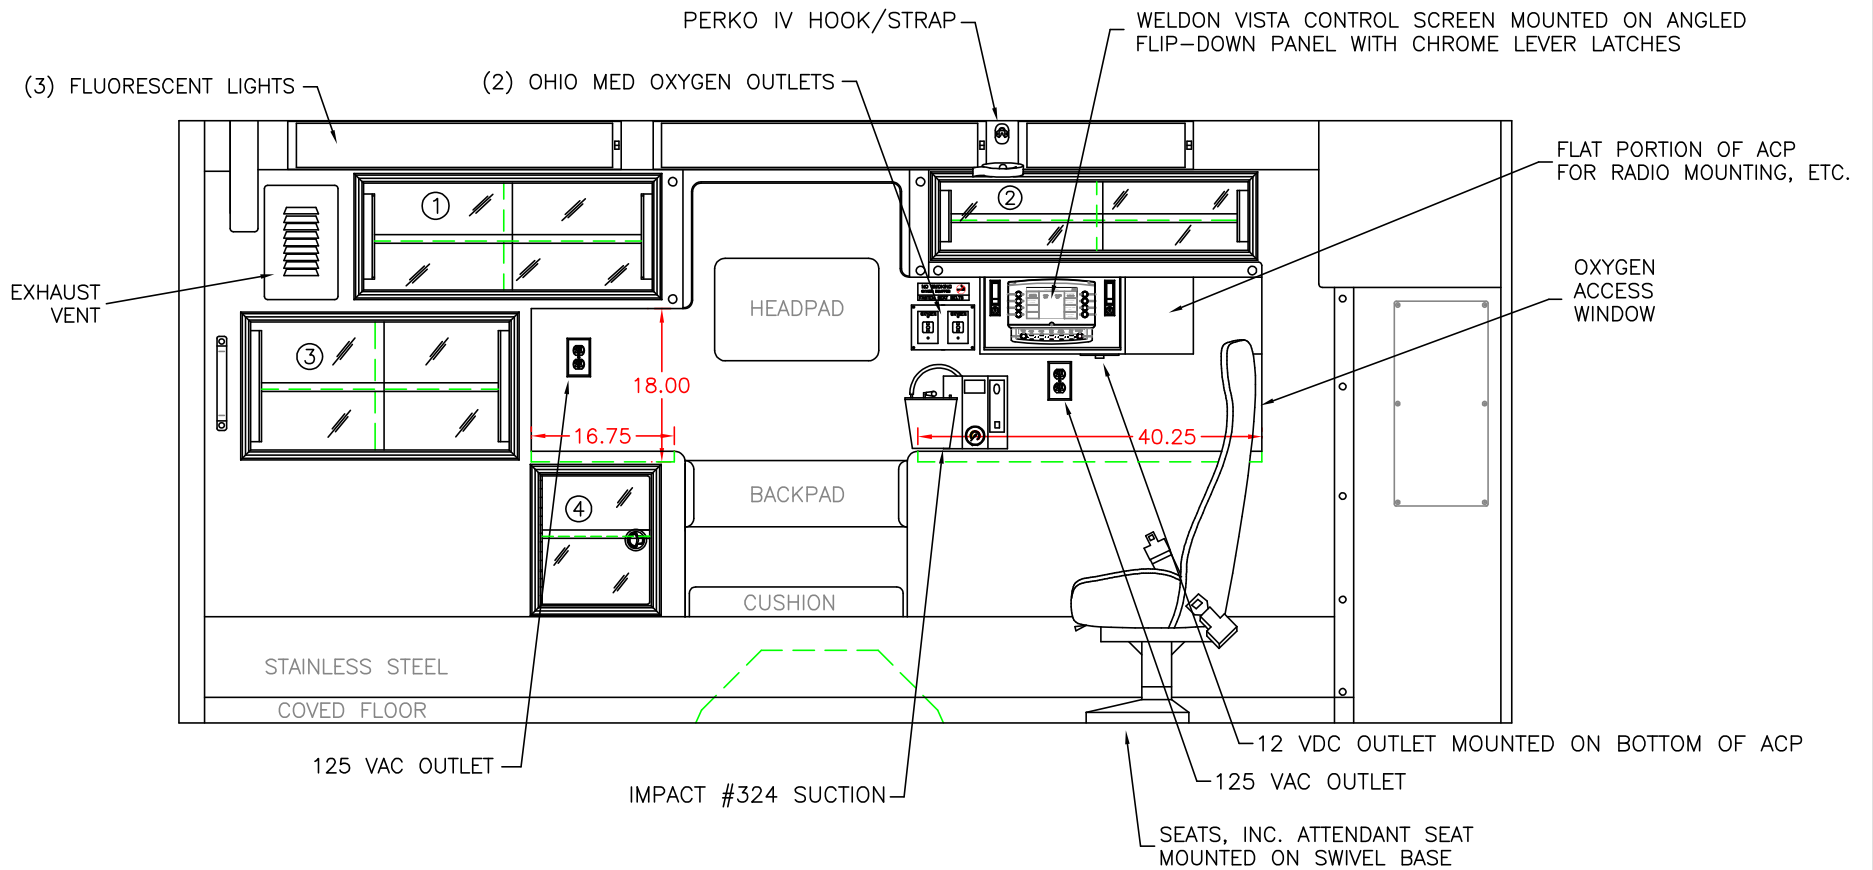 PERKO IV HOOK/STRAP
WELDON VISTA CONTROL SCREEN MOUNTED ON ANGLED
FLIP-DOWN PANEL WITH CHROME LEVER LATCHES
(3) FLUORESCENT LIGHTS
(2) OHIO MED OXYGEN OUTLETS
FLAT PORTION OF ACP
FOR RADIO MOUNTING, ETC.
1
2
EXHAUST
VENT
OXYGEN
ACCESS
WINDOW
HEADPAD
3
18.00
16.75
40.25
BACKPAD
4
CUSHION
STAINLESS STEEL
COVED FLOOR
125 VAC OUTLET
12 VDC OUTLET MOUNTED ON BOTTOM OF ACP
125 VAC OUTLET
IMPACT #324 SUCTION
SEATS, INC. ATTENDANT SEAT
MOUNTED ON SWIVEL BASE